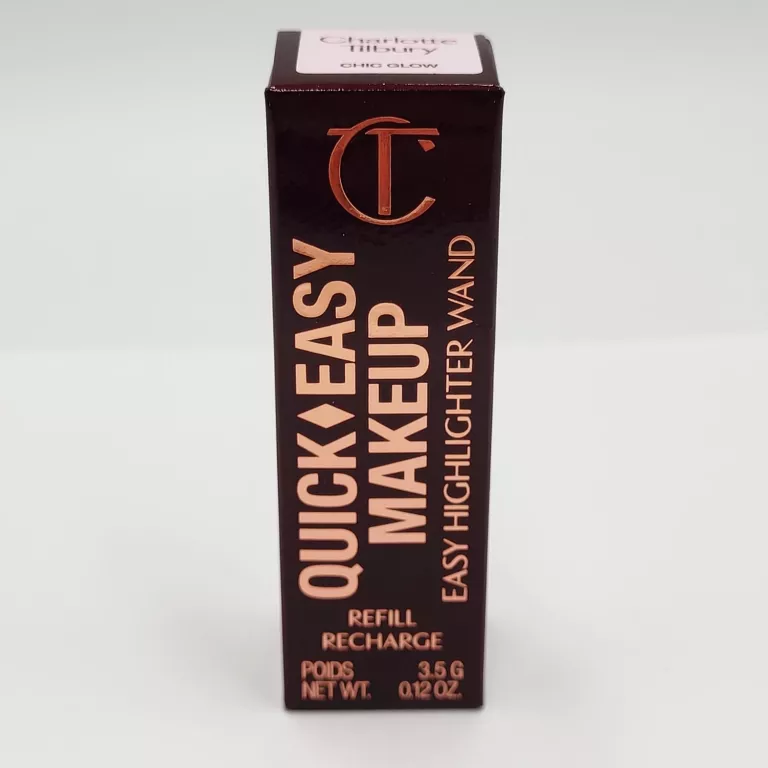 Charlotte
Tilbury
CHIC GLOW
CT
QUICK♦EASY
MAKEUP
EASY HIGHLIGHTER WAND
REFILL
RECHARGE
POIDS 3.5 G
NET WT. 0.12 OZ.